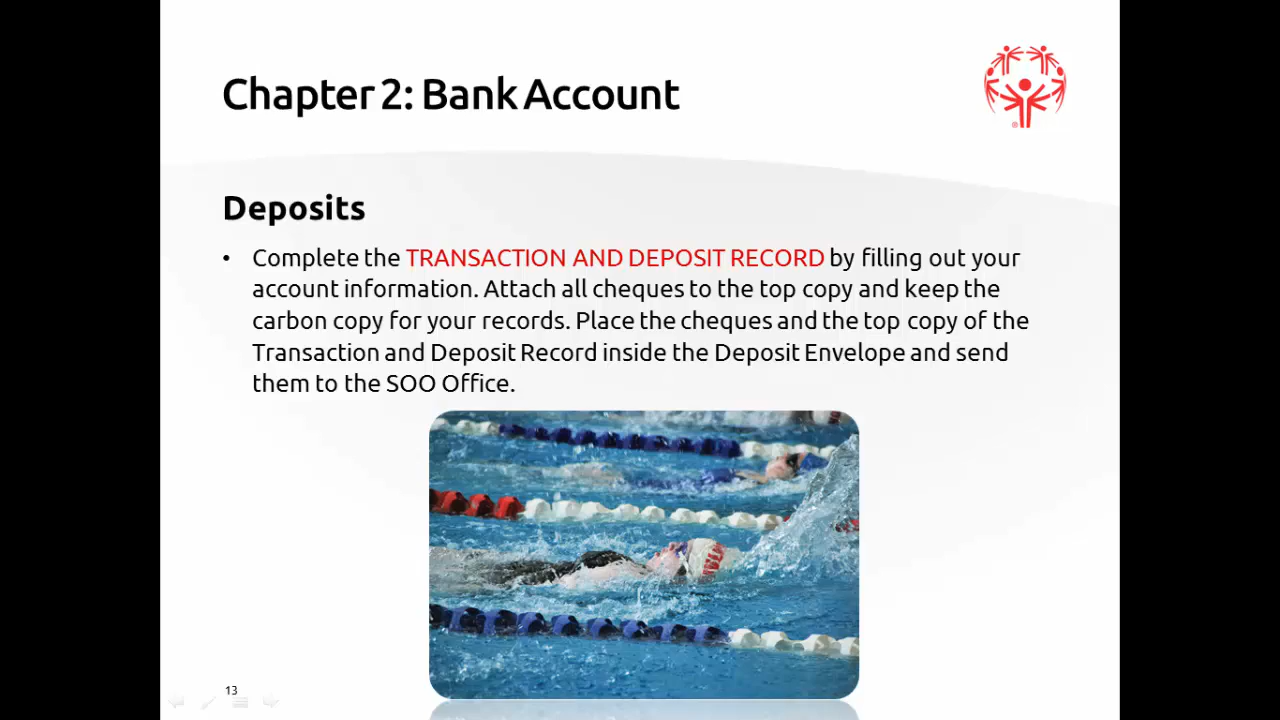 Chapter 2: Bank Account
Deposits
• Complete the TRANSACTION AND DEPOSIT RECORD by filling out your
account information. Attach all cheques to the top copy and keep the
carbon copy for your records. Place the cheques and the top copy of the
Transaction and Deposit Record inside the Deposit Envelope and send
them to the SOO Office.
13